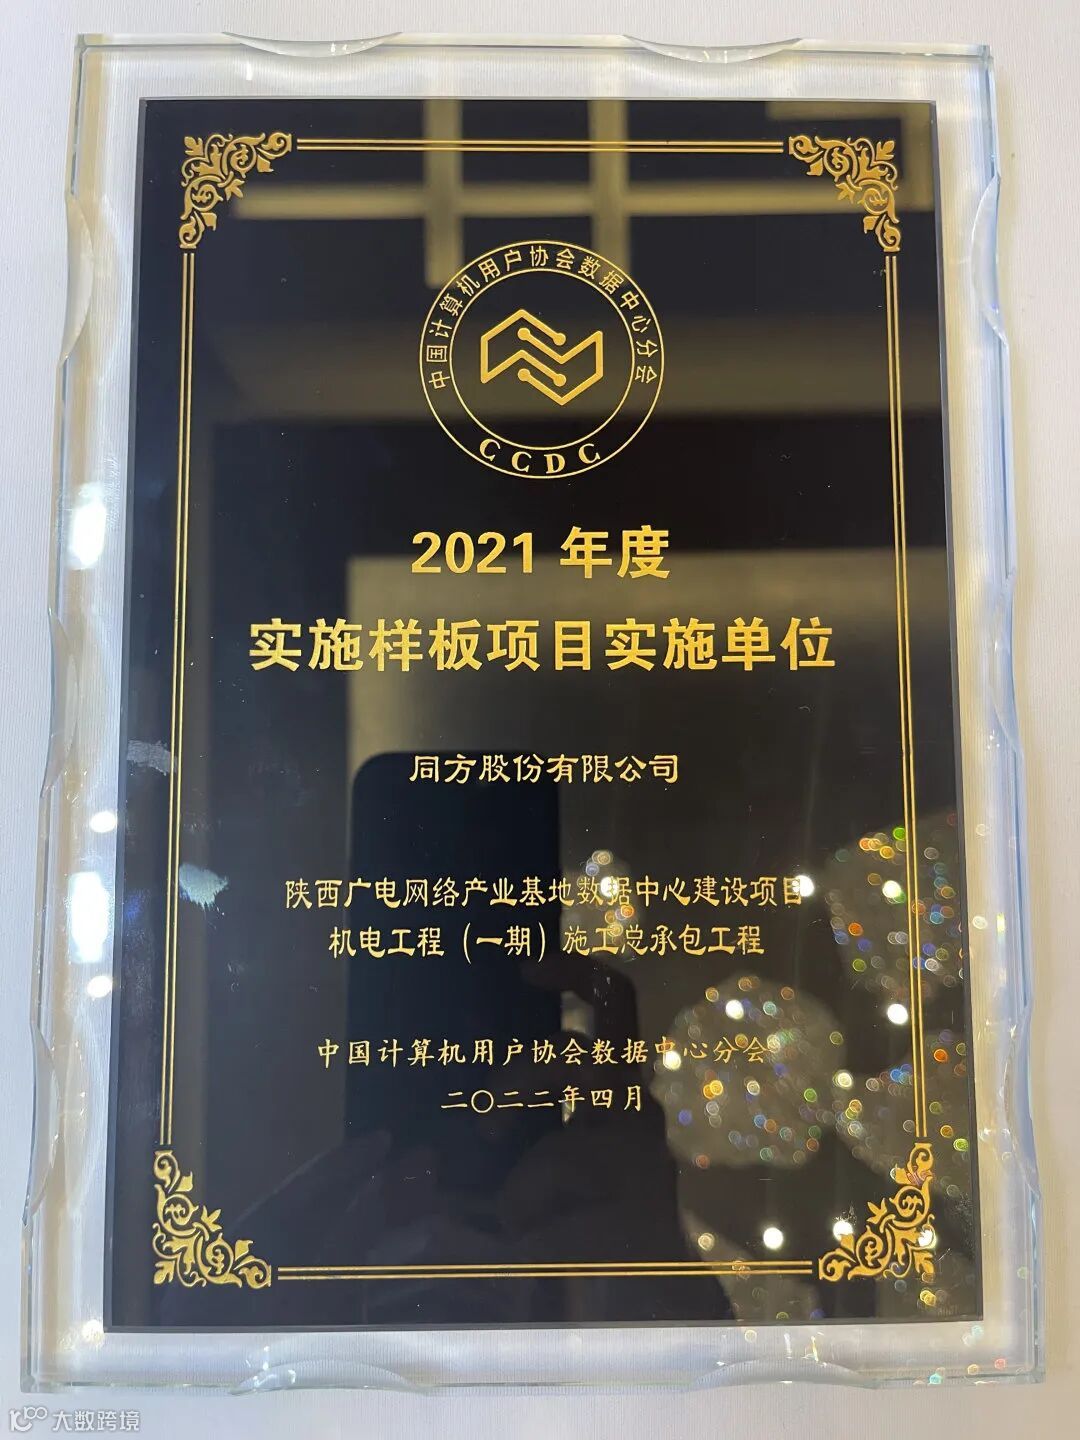 中国计算机用户协会数据中心分会
CCDC
2021 年度
实施样板项目实施单位
同方股份有限公司
陕西广电网络产业基地数据中心建设项目
机电工程（一期）施工总承包工程
中国计算机用户协会数据中心分会
二〇二二年四月
大数跨境